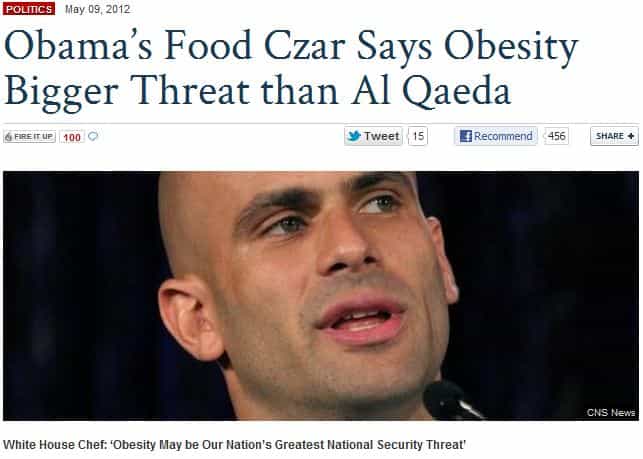 POLITICS May 09, 2012
Obama's Food Czar Says Obesity
Bigger Threat than Al Qaeda
FIRE IT UP 100 Tweet 15 Recommend 456 SHARE +
CNS News
White House Chef: 'Obesity May be Our Nation's Greatest National Security Threat'